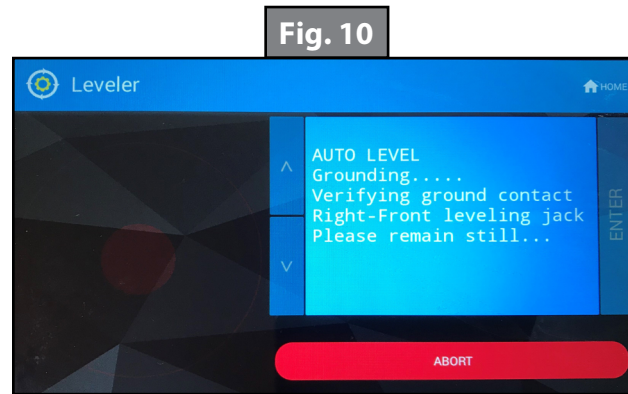 Fig. 10
Leveler
HOME
^
AUTO LEVEL
Grounding.....
Verifying ground contact
Right-Front leveling jack
Please remain still...
ENTER
v
ABORT